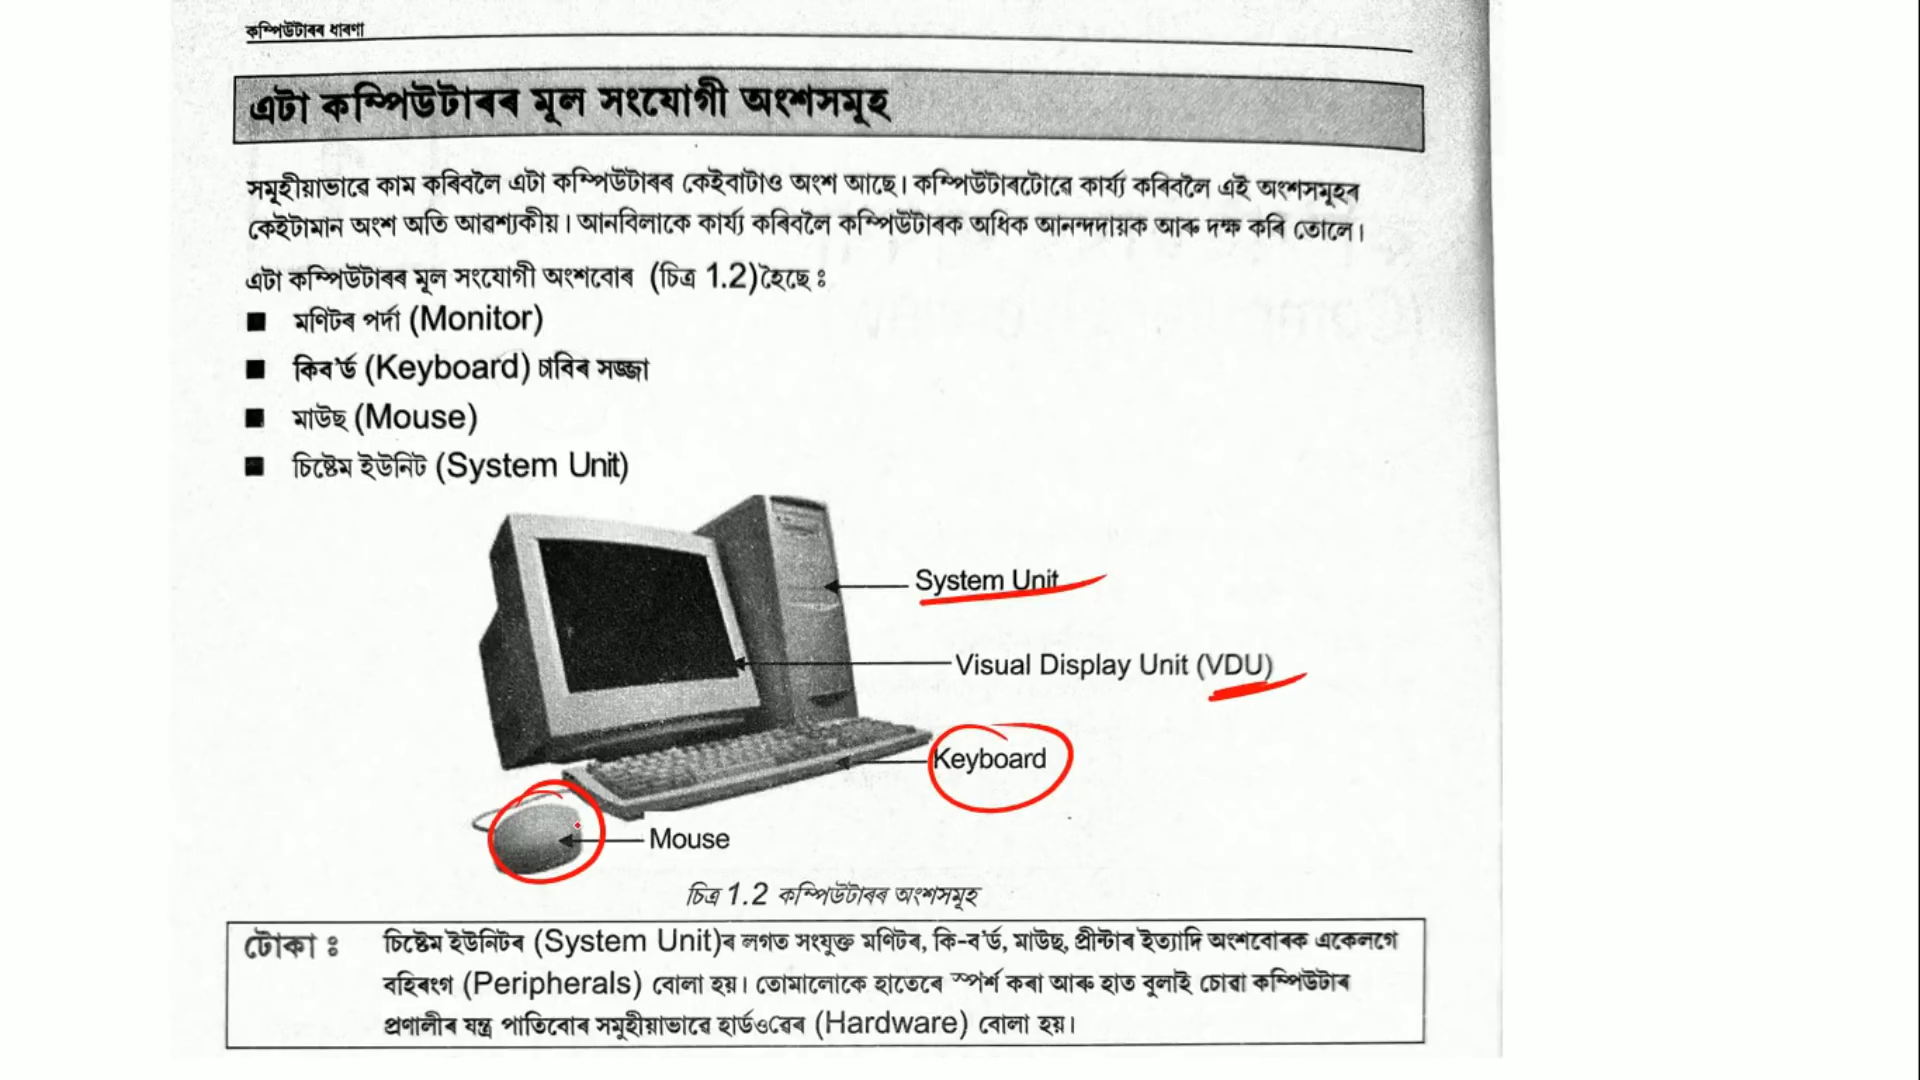 কম্পিউটাৰৰ ধাৰণা
এটা কম্পিউটাৰৰ মূল সংযোগী অংশসমূহ
সমূহীয়াভাৱে কাম কৰিবলৈ এটা কম্পিউটাৰৰ কেইবাটাও অংশ আছে। কম্পিউটাৰটোৱে কাৰ্য্য কৰিবলৈ এই অংশসমূহৰ
কেইটামান অংশ অতি আৱশ্যকীয়। আনবিলাকে কাৰ্য্য কৰিবলৈ কম্পিউটাৰক অধিক আনন্দদায়ক আৰু দক্ষ কৰি তোলে।
এটা কম্পিউটাৰৰ মূল সংযোগী অংশবোৰ (চিত্ৰ 1.2)হৈছে ঃ
■ মণিটৰ পৰ্দা (Monitor)
■ কিব'ৰ্ড (Keyboard) চাবিৰ সজ্জা
■ মাউছ (Mouse)
■ চিষ্টেম ইউনিট (System Unit)
System Unit
Visual Display Unit (VDU)
Keyboard
Mouse
চিত্ৰ 1.2 কম্পিউটাৰৰ অংশসমূহ
টোকা ঃ চিষ্টেম ইউনিটৰ (System Unit)ৰ লগত সংযুক্ত মণিটৰ, কি-ব'ৰ্ড, মাউছ, প্ৰীন্টাৰ ইত্যাদি অংশবোৰক একেলগে
বহিৰংগ (Peripherals) বোলা হয়। তোমালোকে হাতেৰে স্পৰ্শ কৰা আৰু হাত বুলাই চোৱা কম্পিউটাৰ
প্ৰণালীৰ যন্ত্ৰ পাতিবোৰ সমূহীয়াভাৱে হাৰ্ডওৱেৰ (Hardware) বোলা হয়।